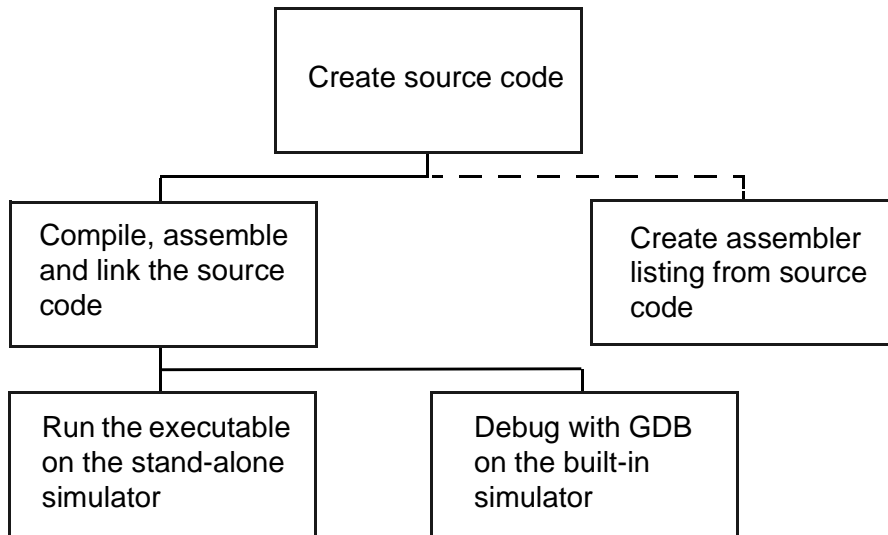 Create source code
Compile, assemble
and link the source
code
Create assembler
listing from source
code
Run the executable
on the stand-alone
simulator
Debug with GDB
on the built-in
simulator